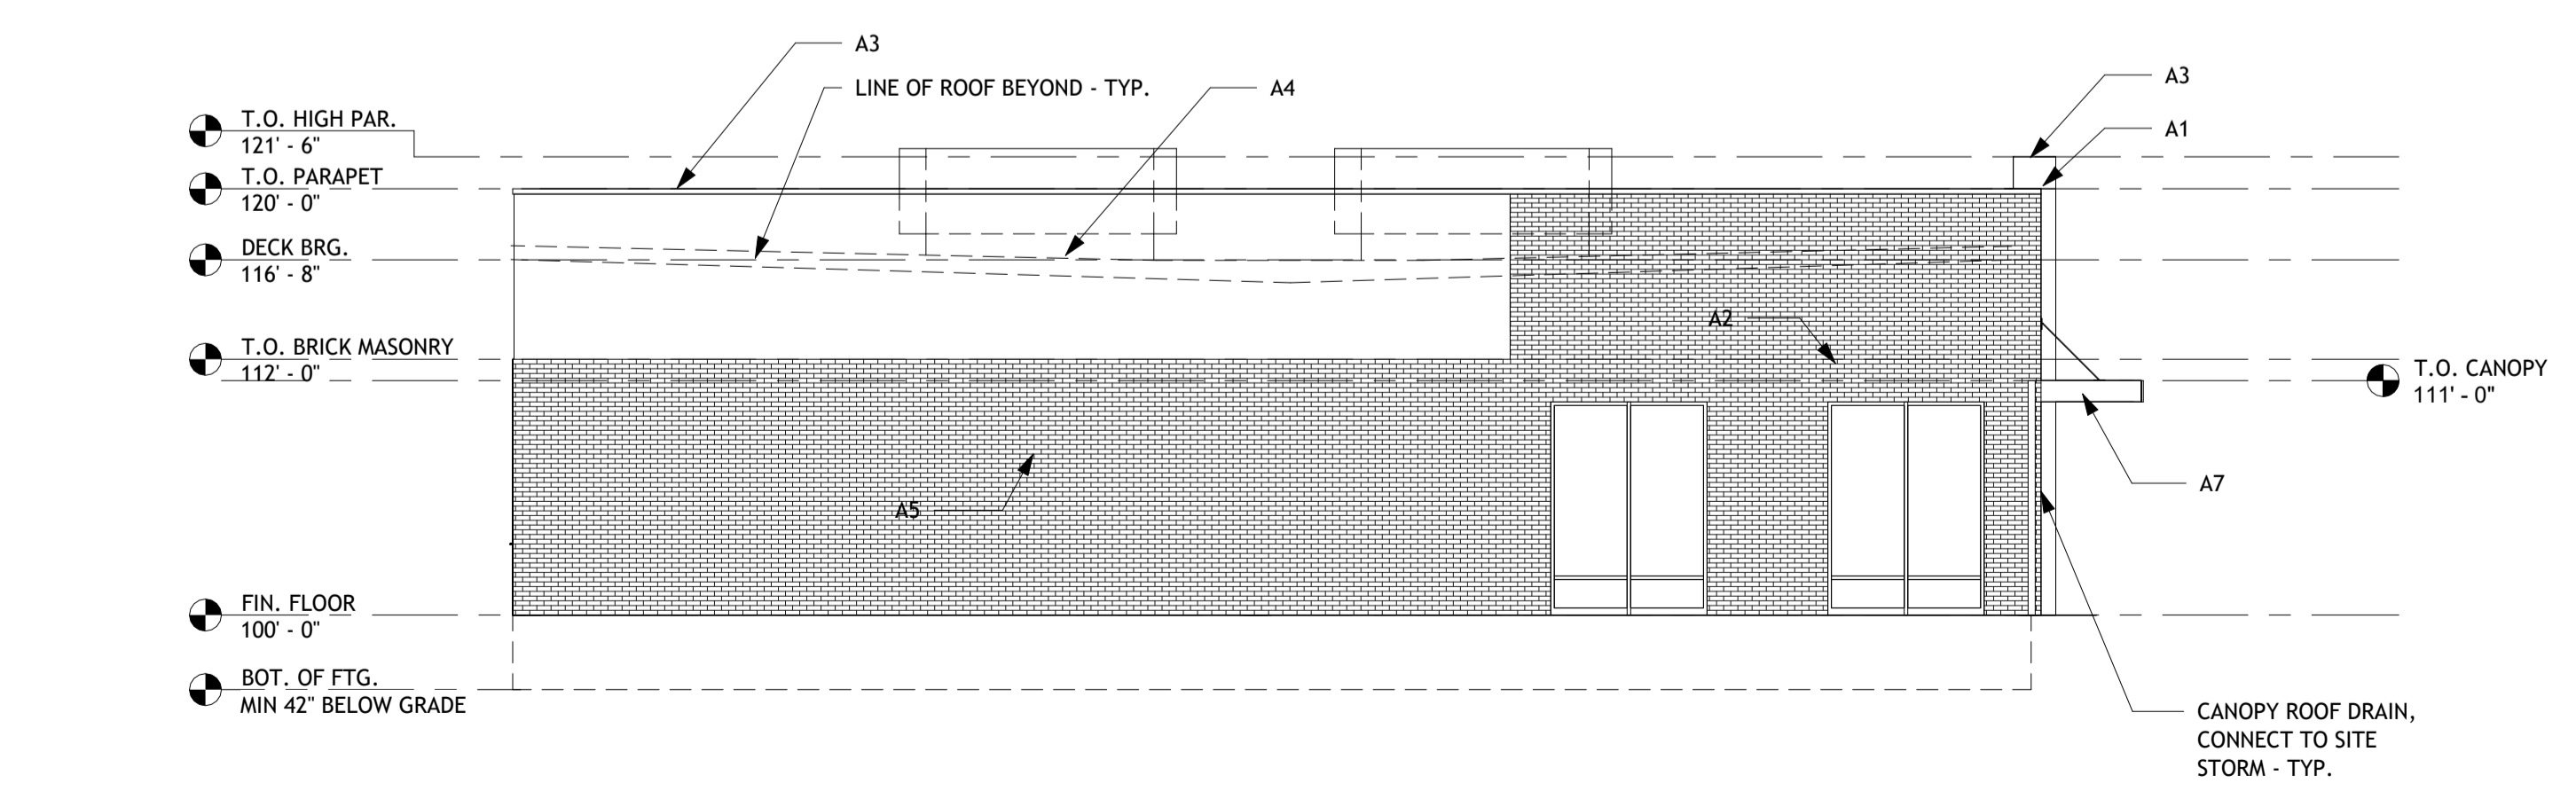 A3
LINE OF ROOF BEYOND - TYP.
A4
A3
A1
T.O. HIGH PAR.
121' - 6"
T.O. PARAPET
120' - 0"
DECK BRG.
116' - 8"
A2
T.O. BRICK MASONRY
112' - 0"
T.O. CANOPY
111' - 0"
A7
A5
FIN. FLOOR
100' - 0"
BOT. OF FTG.
MIN 42" BELOW GRADE
CANOPY ROOF DRAIN,
CONNECT TO SITE
STORM - TYP.